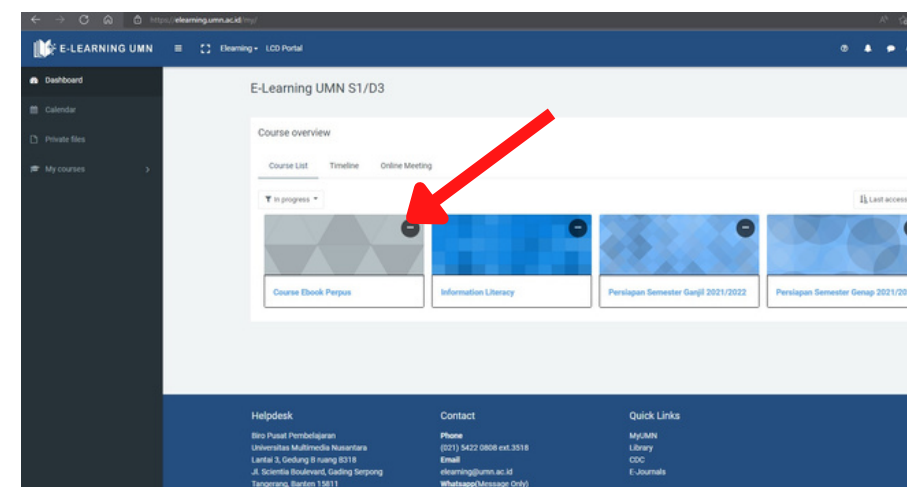 https://elearning.umn.ac.id/my/
E-LEARNING UMN
Elearning
LCD Portal
Dashboard
Calendar
Private files
My courses
E-Learning UMN S1/D3
Course overview
Course List Timeline Online Meeting
In progress
Last access
Course Ebook Perpus
Information Literacy
Persiapan Semester Ganjil 2021/2022
Persiapan Semester Genap 2021/20
Helpdesk
Biro Pusat Pembelajaran
Universitas Multimedia Nusantara
Lantai 3, Gedung B ruang B318
Jl. Scientia Boulevard, Gading Serpong
Tangerang, Banten 15811
Contact
Phone
(021) 5422 0808 ext.3518
Email
elearning@umn.ac.id
Whatsapp(Message Only)
Quick Links
MyUMN
Library
CDC
E-Journals